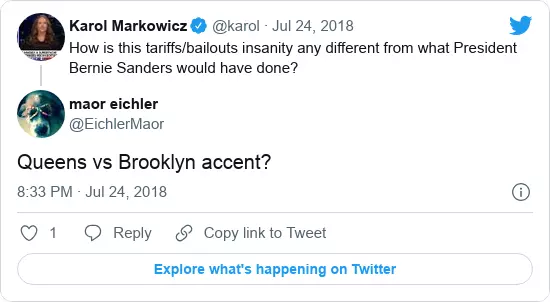 Karol Markowicz @karol · Jul 24, 2018
How is this tariffs/bailouts insanity any different from what President
Bernie Sanders would have done?
maor eichler
@EichlerMaor
Queens vs Brooklyn accent?
8:33 PM · Jul 24, 2018
1 Reply Copy link to Tweet
Explore what's happening on Twitter